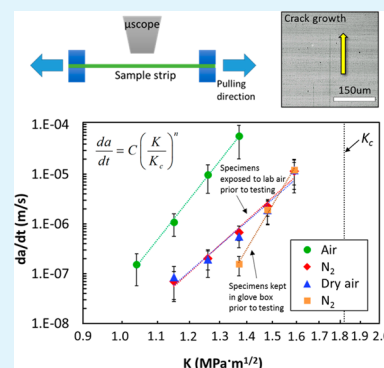 μscope
Sample strip
Pulling
direction
Crack growth
150um
da/dt = C (K/Kc)^n
Kc
Specimens
exposed to lab air
prior to testing
Specimens kept
in glove box
prior to testing
Air
N2
Dry air
N2
da/dt (m/s)
1.E-04
1.E-05
1.E-06
1.E-07
1.E-08
0.9 1.0 1.1 1.2 1.3 1.4 1.5 1.6 1.7 1.8 1.9 2.0
K (MPa·m1/2)